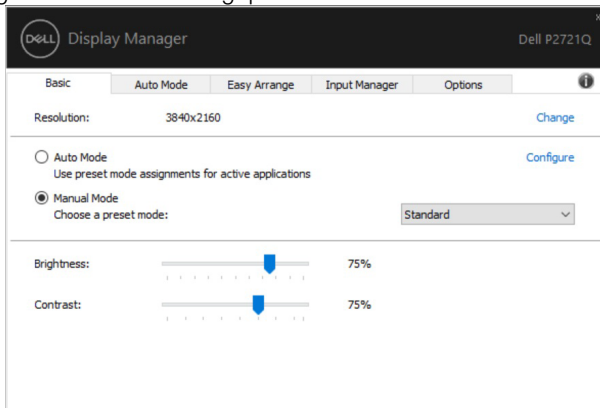 DELL Display Manager
Dell P2721Q
Basic Auto Mode Easy Arrange Input Manager Options
Resolution: 3840x2160 Change
Auto Mode Configure
Use preset mode assignments for active applications
Manual Mode
Choose a preset mode: Standard
Brightness: 75%
Contrast: 75%